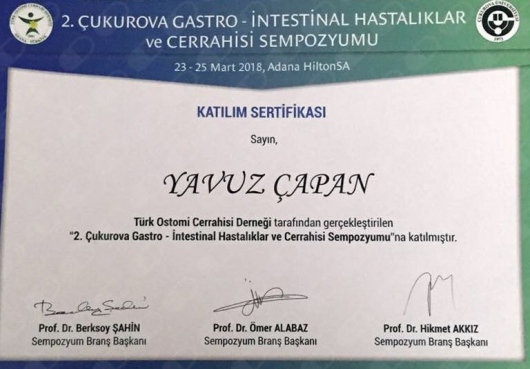 2. ÇUKUROVA GASTRO - İNTESTİNAL HASTALIKLAR
ve CERRAHİSİ SEMPOZYUMU
23 - 25 Mart 2018, Adana HiltonSA
KATILIM SERTİFİKASI
Sayın,
YAVUZ ÇAPAN
Türk Ostomi Cerrahisi Derneği tarafından gerçekleştirilen
"2. Çukurova Gastro - İntestinal Hastalıklar ve Cerrahisi Sempozyumu"na katılmıştır.
Prof. Dr. Berksoy ŞAHİN
Sempozyum Branş Başkanı
Prof. Dr. Ömer ALABAZ
Sempozyum Branş Başkanı
Prof. Dr. Hikmet AKKIZ
Sempozyum Branş Başkanı